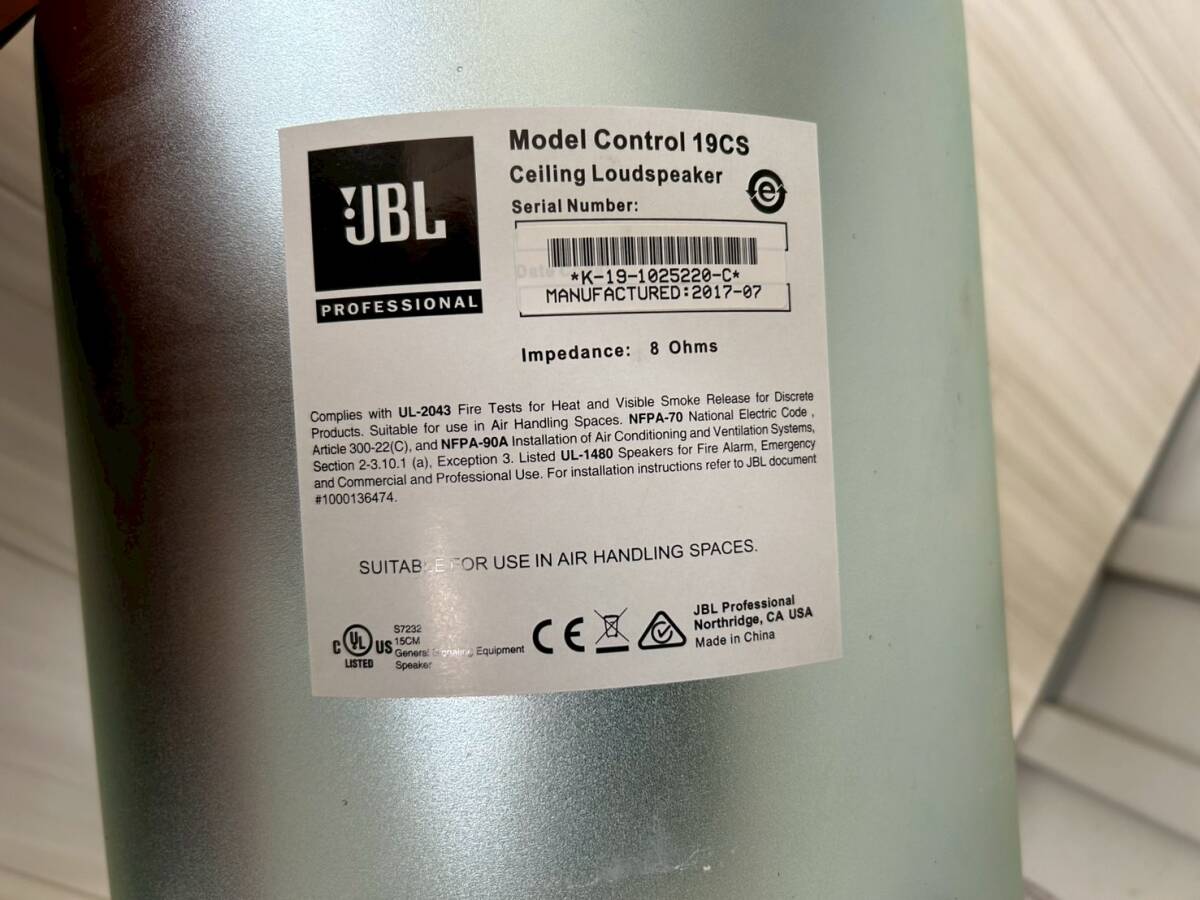 JBL
PROFESSIONAL
Model Control 19CS
Ceiling Loudspeaker
Serial Number:
*K-19-1025220-C*
MANUFACTURED:2017-07
Impedance: 8 Ohms
Complies with UL-2043 Fire Tests for Heat and Visible Smoke Release for Discrete
Products. Suitable for use in Air Handling Spaces. NFPA-70 National Electric Code ,
Article 300-22(C), and NFPA-90A Installation of Air Conditioning and Ventilation Systems,
Section 2-3.10.1 (a), Exception 3. Listed UL-1480 Speakers for Fire Alarm, Emergency
and Commercial and Professional Use. For installation instructions refer to JBL document
#1000136474.
SUITABLE FOR USE IN AIR HANDLING SPACES.
C UL US
LISTED
S7232
15CM
General Signaling Equipment
Speaker
CE
JBL Professional
Northridge, CA USA
Made in China